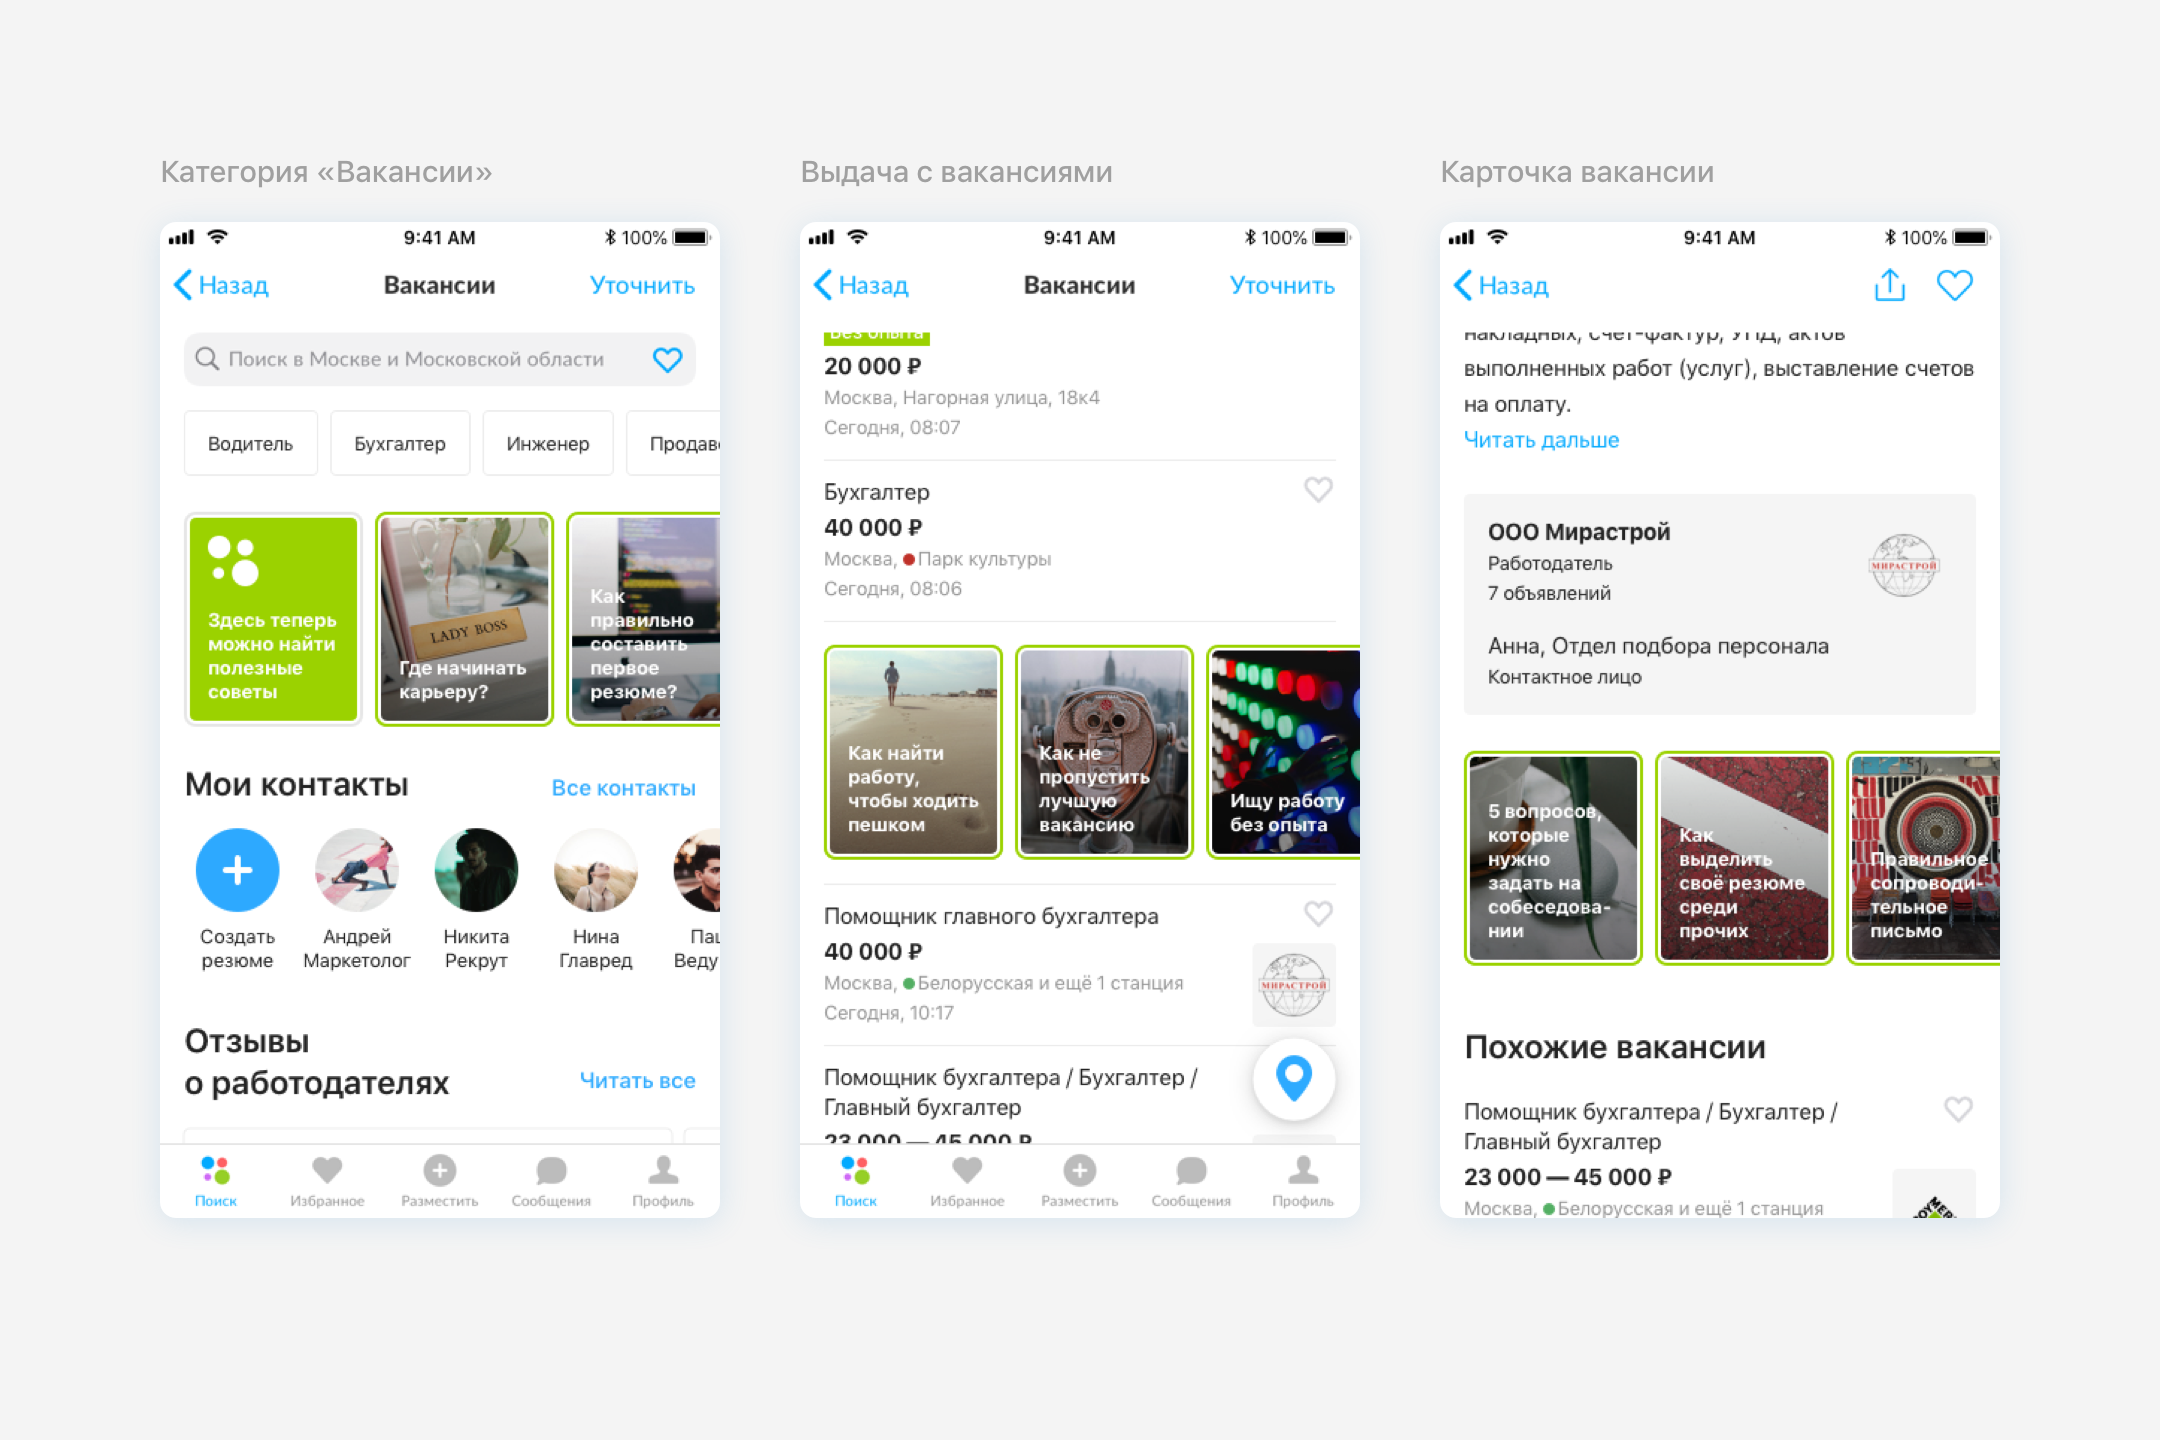 Категория «Вакансии»
9:41 AM
100%
Назад
Вакансии
Уточнить
Поиск в Москве и Московской области
Водитель
Бухгалтер
Инженер
Здесь теперь
можно найти
полезные
советы
LADY BOSS
Где начинать
карьеру?
Как
правильно
составить
первое
резюме?
Мои контакты
Все контакты
Создать
резюме
Андрей
Маркетолог
Никита
Рекрут
Нина
Главред
Отзывы
о работодателях
Читать все
Поиск
Избранное
Разместить
Сообщения
Профиль
Выдача с вакансиями
9:41 AM
100%
Назад
Вакансии
Уточнить
Без опыта
20 000 ₽
Москва, Нагорная улица, 18к4
Сегодня, 08:07
Бухгалтер
40 000 ₽
Москва, Парк культуры
Сегодня, 08:06
Как найти
работу,
чтобы ходить
пешком
Как не
пропустить
лучшую
вакансию
Ищу работу
без опыта
Помощник главного бухгалтера
40 000 ₽
Москва, Белорусская и ещё 1 станция
Сегодня, 10:17
МИРАСТРОЙ
Помощник бухгалтера / Бухгалтер /
Главный бухгалтер
23 000 — 45 000 ₽
Поиск
Избранное
Разместить
Сообщения
Профиль
Карточка вакансии
9:41 AM
100%
Назад
накладных, счет-фактур, УПД, актов
выполненных работ (услуг), выставление счетов
на оплату.
Читать дальше
ООО Мирастрой
Работодатель
7 объявлений
МИРАСТРОЙ
Анна, Отдел подбора персонала
Контактное лицо
5 вопросов,
которые
нужно
задать на
собеседова-
нии
Как
выделить
своё резюме
среди
прочих
Правильное
сопроводи-
тельное
письмо
Похожие вакансии
Помощник бухгалтера / Бухгалтер /
Главный бухгалтер
23 000 — 45 000 ₽
Москва, Белорусская и ещё 1 станция